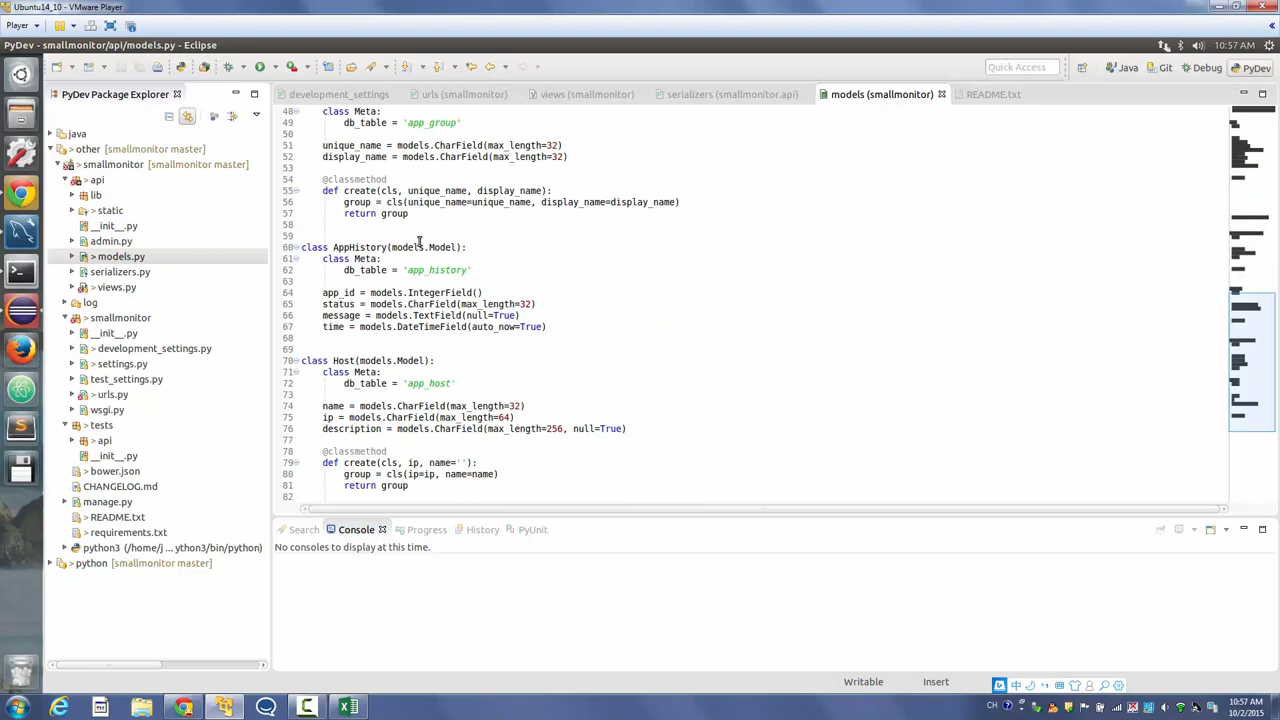 Ubuntu14_10 - VMware Player
Player
PyDev - smallmonitor/api/models.py - Eclipse
10:57 AM
Quick Access
Java
Git
Debug
PyDev
PyDev Package Explorer
development_settings
urls (smallmonitor)
views (smallmonitor)
serializers (smallmonitor.api)
models (smallmonitor)
README.txt
java
other [smallmonitor master]
smallmonitor [smallmonitor master]
> api
lib
> static
__init__.py
admin.py
> models.py
serializers.py
> views.py
log
> smallmonitor
> __init__.py
> development_settings.py
> settings.py
test_settings.py
> urls.py
wsgi.py
> tests
> api
__init__.py
bower.json
CHANGELOG.md
manage.py
> README.txt
> requirements.txt
python3 (/home/j ... ython3/bin/python)
> python [smallmonitor master]
48 class Meta:
49 db_table = 'app_group'
50
51 unique_name = models.CharField(max_length=32)
52 display_name = models.CharField(max_length=32)
53
54 @classmethod
55 def create(cls, unique_name, display_name):
56 group = cls(unique_name=unique_name, display_name=display_name)
57 return group
58
59
60 class AppHistory(models.Model):
61 class Meta:
62 db_table = 'app_history'
63
64 app_id = models.IntegerField()
65 status = models.CharField(max_length=32)
66 message = models.TextField(null=True)
67 time = models.DateTimeField(auto_now=True)
68
69
70 class Host(models.Model):
71 class Meta:
72 db_table = 'app_host'
73
74 name = models.CharField(max_length=32)
75 ip = models.CharField(max_length=64)
76 description = models.CharField(max_length=256, null=True)
77
78 @classmethod
79 def create(cls, ip, name=''):
80 group = cls(ip=ip, name=name)
81 return group
82
Search
Console
Progress
History
PyUnit
No consoles to display at this time.
Writable
Insert
中
CH
10:57 AM
10/2/2015